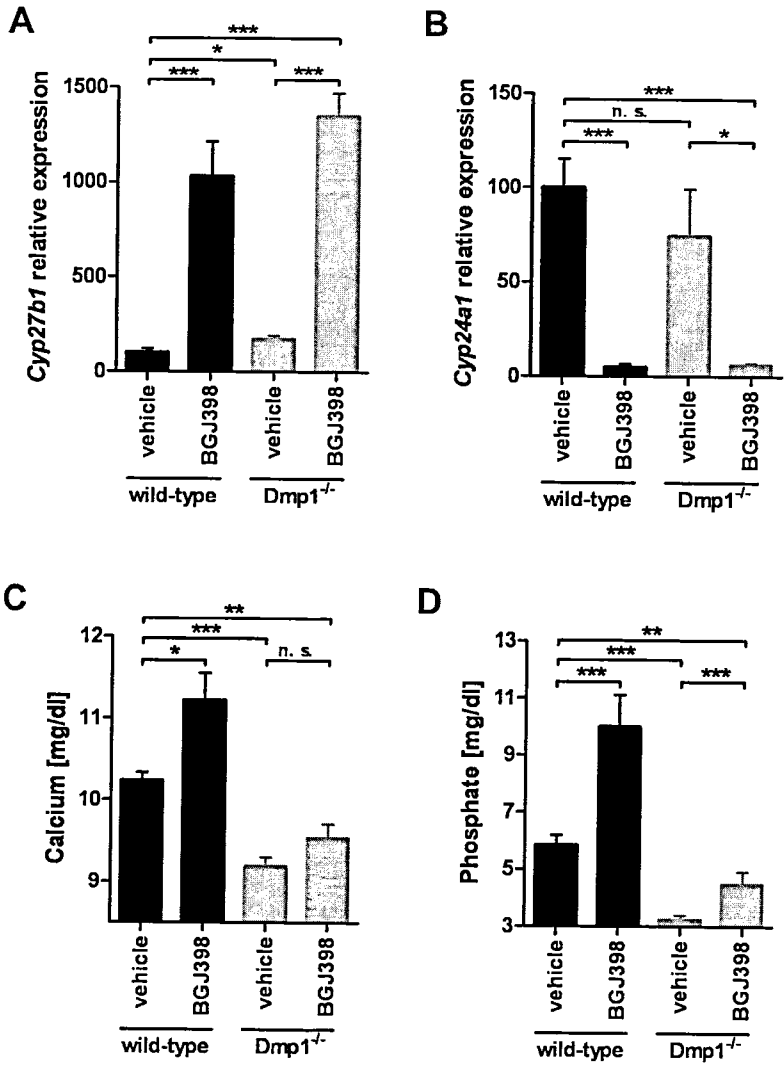 A
***
*
***
***
Cyp27b1 relative expression
1500
1000
500
0
vehicle
BGJ398
vehicle
BGJ398
wild-type
Dmp1-/-
B
***
n. s.
***
*
Cyp24a1 relative expression
150
100
50
0
vehicle
BGJ398
vehicle
BGJ398
wild-type
Dmp1-/-
C
**
***
*
n. s.
Calcium [mg/dl]
12
11
10
9
vehicle
BGJ398
vehicle
BGJ398
wild-type
Dmp1-/-
D
**
***
***
***
Phosphate [mg/dl]
13
11
9
7
5
3
vehicle
BGJ398
vehicle
BGJ398
wild-type
Dmp1-/-